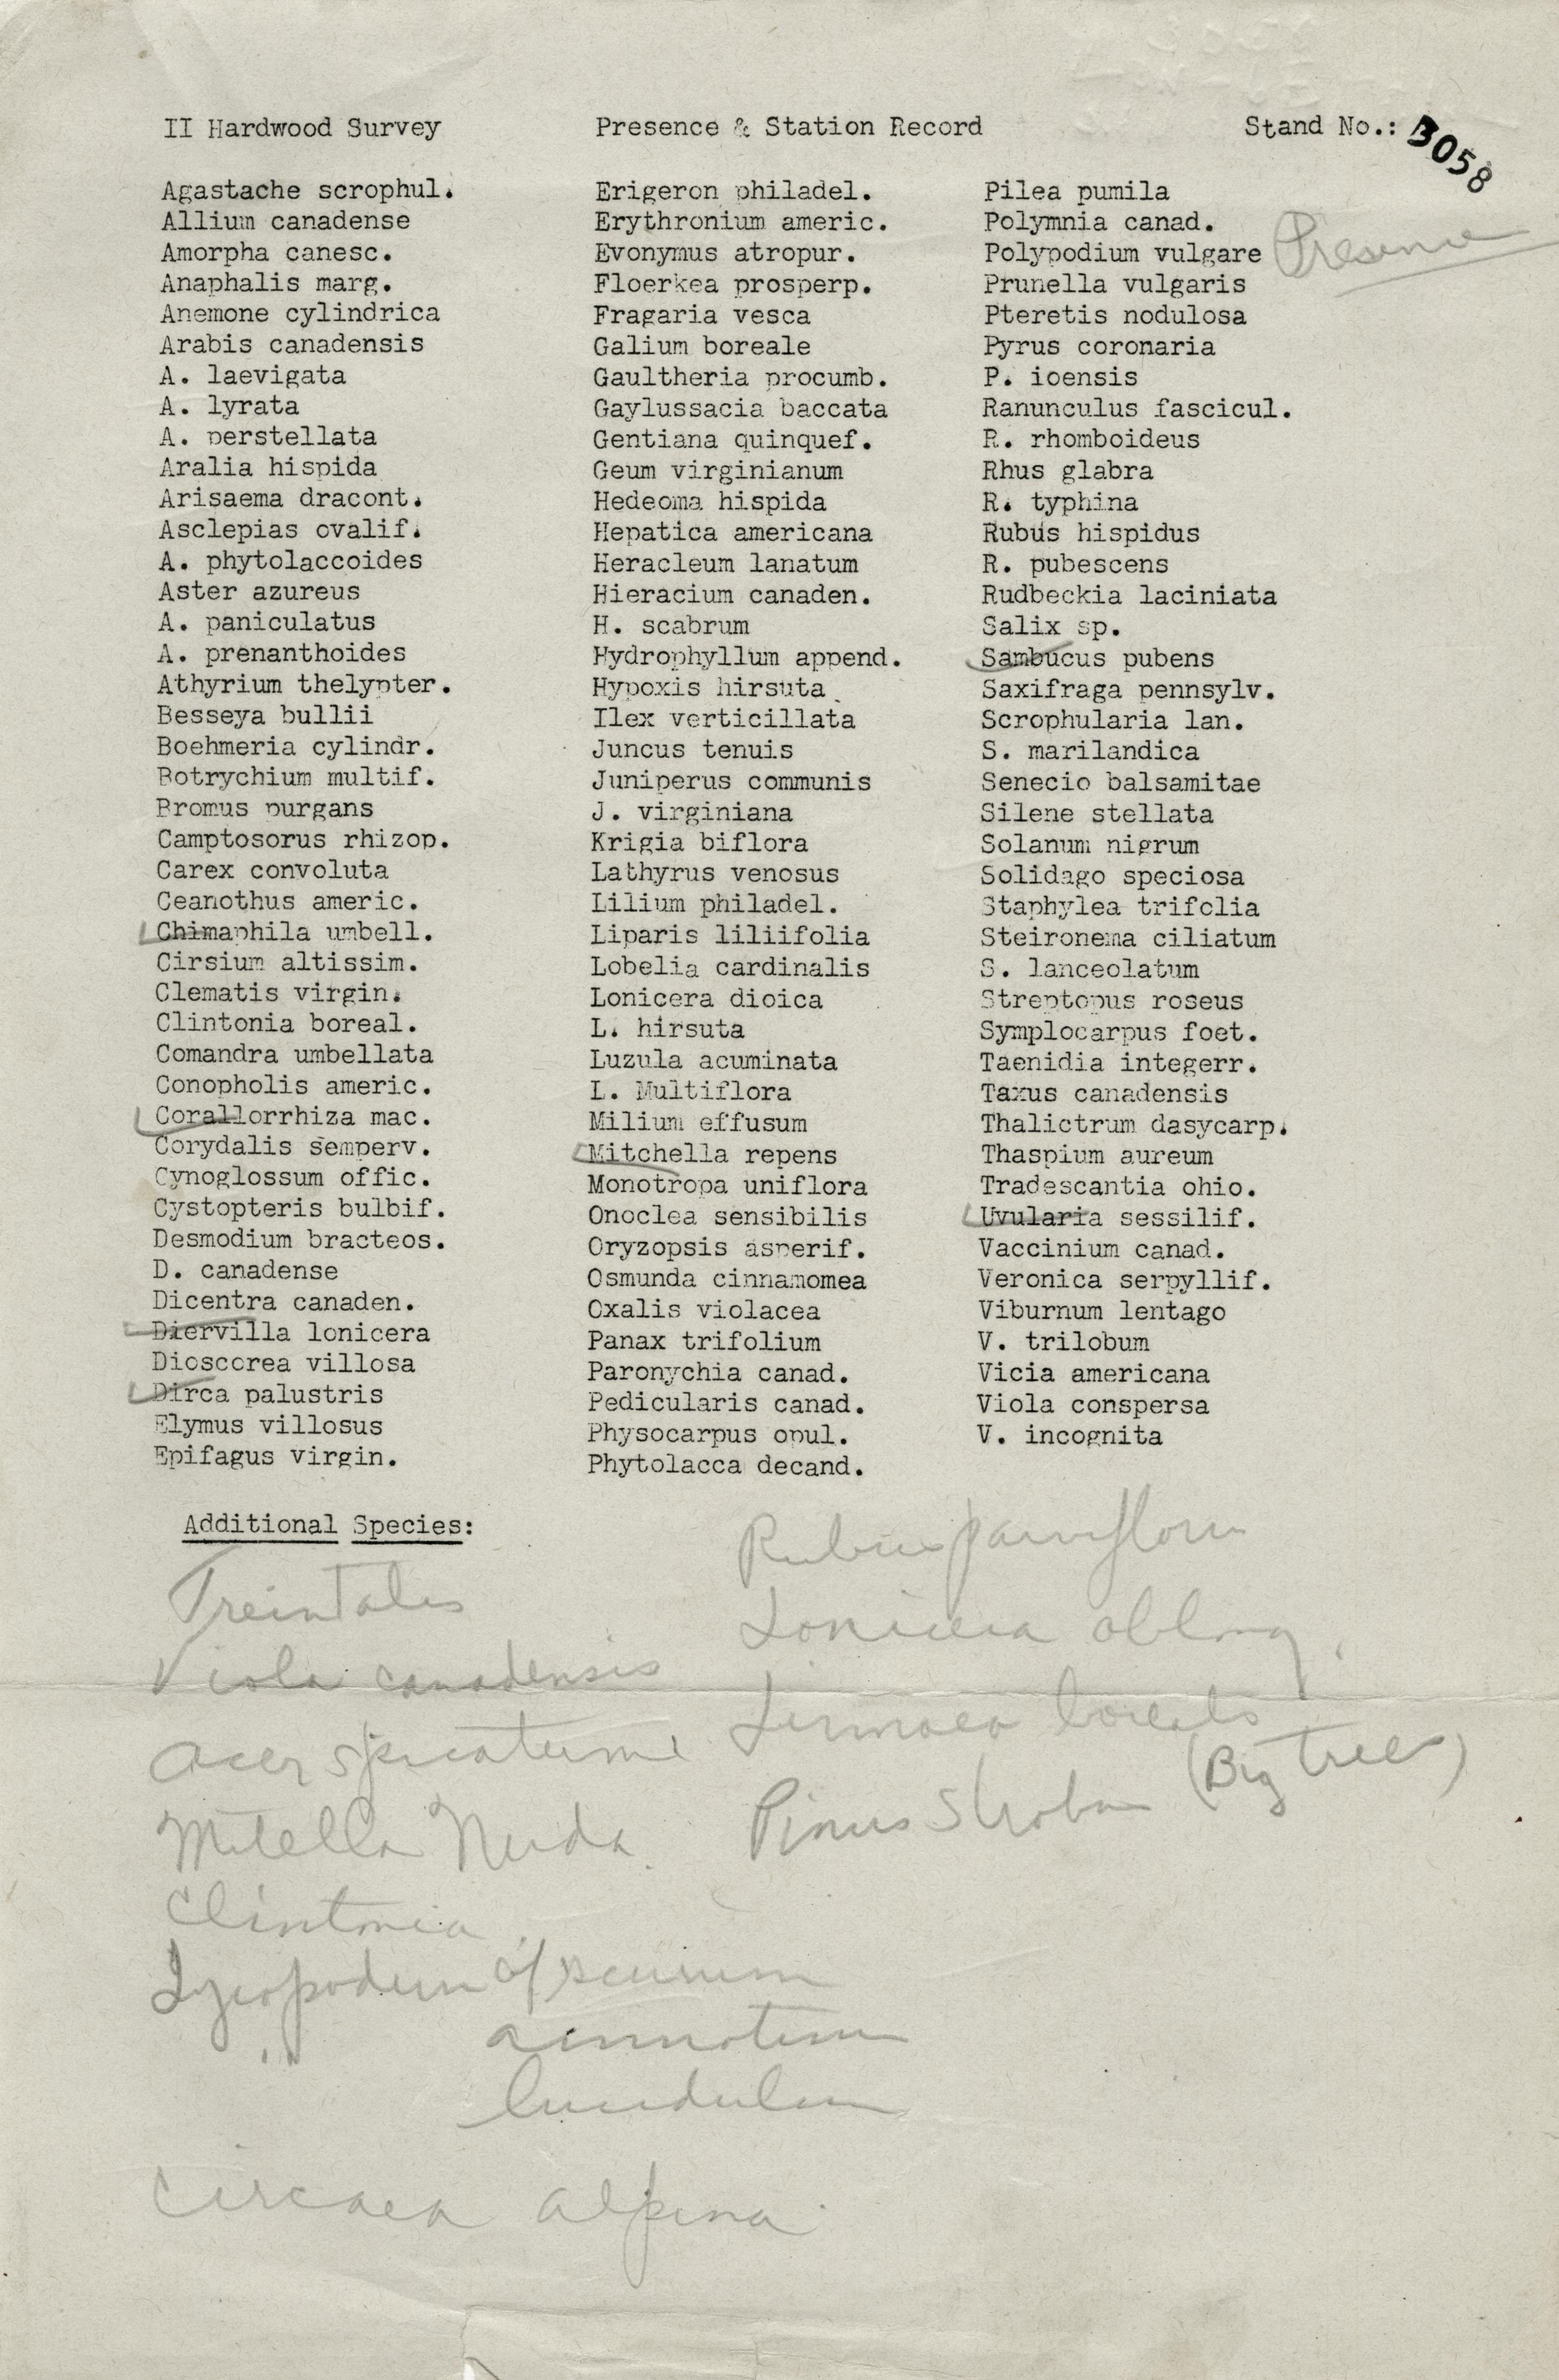 II Hardwood Survey
Presence & Station Record
Stand No.: 3058
Presence
Agastache scrophul.
Allium canadense
Amorpha canesc.
Anaphalis marg.
Anemone cylindrica
Arabis canadensis
A. laevigata
A. lyrata
A. perstellata
Aralia hispida
Arisaema dracont.
Asclepias ovalif.
A. phytolaccoides
Aster azureus
A. paniculatus
A. prenanthoides
Athyrium thelypter.
Besseya bullii
Boehmeria cylindr.
Botrychium multif.
Bromus purgans
Camptosorus rhizop.
Carex convoluta
Ceanothus americ.
Chimaphila umbell.
Cirsium altissim.
Clematis virgin.
Clintonia boreal.
Comandra umbellata
Conopholis americ.
Corallorrhiza mac.
Corydalis semperv.
Cynoglossum offic.
Cystopteris bulbif.
Desmodium bracteos.
D. canadense
Dicentra canaden.
Diervilla lonicera
Dioscorea villosa
Dirca palustris
Elymus villosus
Epifagus virgin.
Erigeron philadel.
Erythronium americ.
Evonymus atropur.
Floerkea prosperp.
Fragaria vesca
Galium boreale
Gaultheria procumb.
Gaylussacia baccata
Gentiana quinquef.
Geum virginianum
Hedeoma hispida
Hepatica americana
Heracleum lanatum
Hieracium canaden.
H. scabrum
Hydrophyllum append.
Hypoxis hirsuta
Ilex verticillata
Juncus tenuis
Juniperus communis
J. virginiana
Krigia biflora
Lathyrus venosus
Lilium philadel.
Liparis liliifolia
Lobelia cardinalis
Lonicera dioica
L. hirsuta
Luzula acuminata
L. Multiflora
Milium effusum
Mitchella repens
Monotropa uniflora
Onoclea sensibilis
Oryzopsis asperif.
Osmunda cinnamomea
Oxalis violacea
Panax trifolium
Paronychia canad.
Pedicularis canad.
Physocarpus opul.
Phytolacca decand.
Pilea pumila
Polymnia canad.
Polypodium vulgare
Prunella vulgaris
Pteretis nodulosa
Pyrus coronaria
P. ioensis
Ranunculus fascicul.
R. rhomboideus
Rhus glabra
R. typhina
Rubus hispidus
R. pubescens
Rudbeckia laciniata
Salix sp.
Sambucus pubens
Saxifraga pennsylv.
Scrophularia lan.
S. marilandica
Senecio balsamitae
Silene stellata
Solanum nigrum
Solidago speciosa
Staphylea trifolia
Steironema ciliatum
S. lanceolatum
Streptopus roseus
Symplocarpus foet.
Taenidia integerr.
Taxus canadensis
Thalictrum dasycarp.
Thaspium aureum
Tradescantia ohio.
Uvularia sessilif.
Vaccinium canad.
Veronica serpyllif.
Viburnum lentago
V. trilobum
Vicia americana
Viola conspersa
V. incognita
Additional Species:
Treintalis
Viola canadensis
Acer spicatum
Mitella Nuda
Clintonia
Lycopodium obscurum
" annotinum
lucidulum
Circaea alpina
Rubus parviflorus
Lonicera oblong.
Linnaea borealis
Pinus Strobus (Big tree)